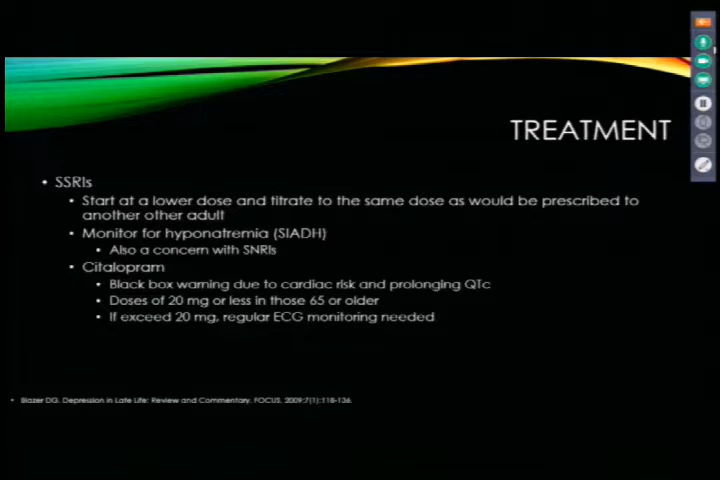 TREATMENT
• SSRIs
• Start at a lower dose and titrate to the same dose as would be prescribed to
another other adult
• Monitor for hyponatremia (SIADH)
• Also a concern with SNRIs
• Citalopram
• Black box warning due to cardiac risk and prolonging QTc
• Doses of 20 mg or less in those 65 or older
• If exceed 20 mg, regular ECG monitoring needed
• Blazer DG. Depression in Late Life: Review and Commentary. FOCUS. 2009;7(1):118-136.